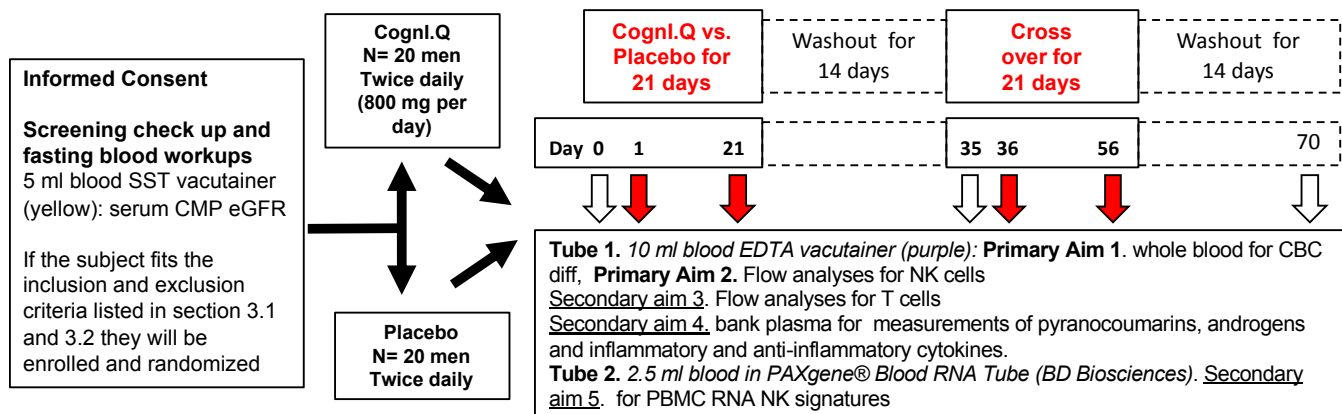 Informed Consent
Screening check up and
fasting blood workups
5 ml blood SST vacutainer
(yellow): serum CMP eGFR
If the subject fits the
inclusion and exclusion
criteria listed in section 3.1
and 3.2 they will be
enrolled and randomized
CognI.Q
N= 20 men
Twice daily
(800 mg per
day)
Placebo
N= 20 men
Twice daily
CognI.Q vs.
Placebo for
21 days
Washout for
14 days
Cross
over for
21 days
Washout for
14 days
Day 0 1 21 35 36 56 70
Tube 1. 10 ml blood EDTA vacutainer (purple): Primary Aim 1. whole blood for CBC
diff, Primary Aim 2. Flow analyses for NK cells
Secondary aim 3. Flow analyses for T cells
Secondary aim 4. bank plasma for measurements of pyranocoumarins, androgens
and inflammatory and anti-inflammatory cytokines.
Tube 2. 2.5 ml blood in PAXgene® Blood RNA Tube (BD Biosciences). Secondary
aim 5. for PBMC RNA NK signatures